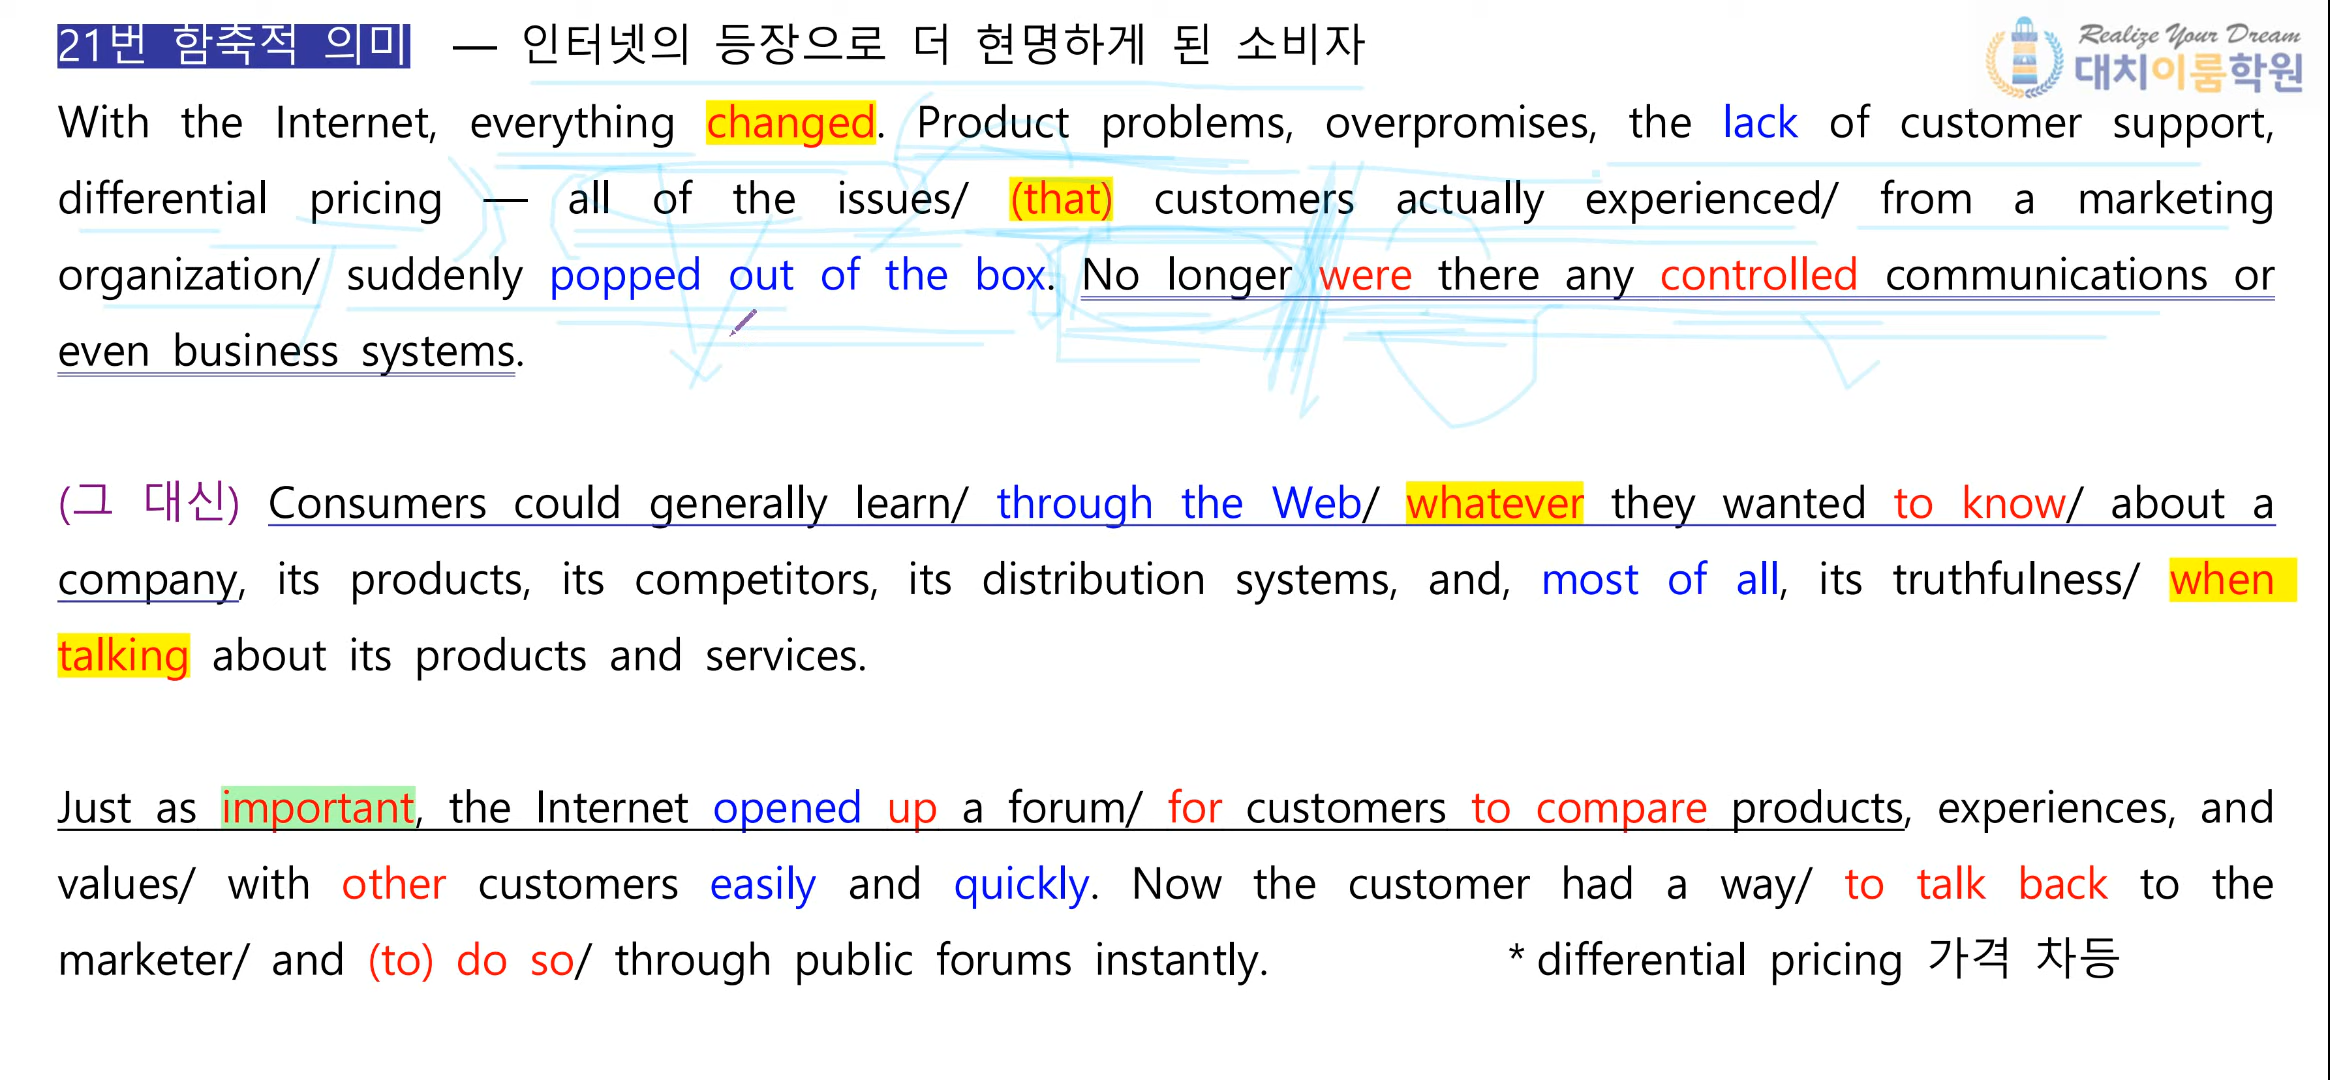 21번 함축적 의미 — 인터넷의 등장으로 더 현명하게 된 소비자
Realize Your Dream
대치이룸학원
With the Internet, everything changed. Product problems, overpromises, the lack of customer support,
differential pricing — all of the issues/ (that) customers actually experienced/ from a marketing
organization/ suddenly popped out of the box. No longer were there any controlled communications or
even business systems.
(그 대신) Consumers could generally learn/ through the Web/ whatever they wanted to know/ about a
company, its products, its competitors, its distribution systems, and, most of all, its truthfulness/ when
talking about its products and services.
Just as important, the Internet opened up a forum/ for customers to compare products, experiences, and
values/ with other customers easily and quickly. Now the customer had a way/ to talk back to the
marketer/ and (to) do so/ through public forums instantly. * differential pricing 가격 차등